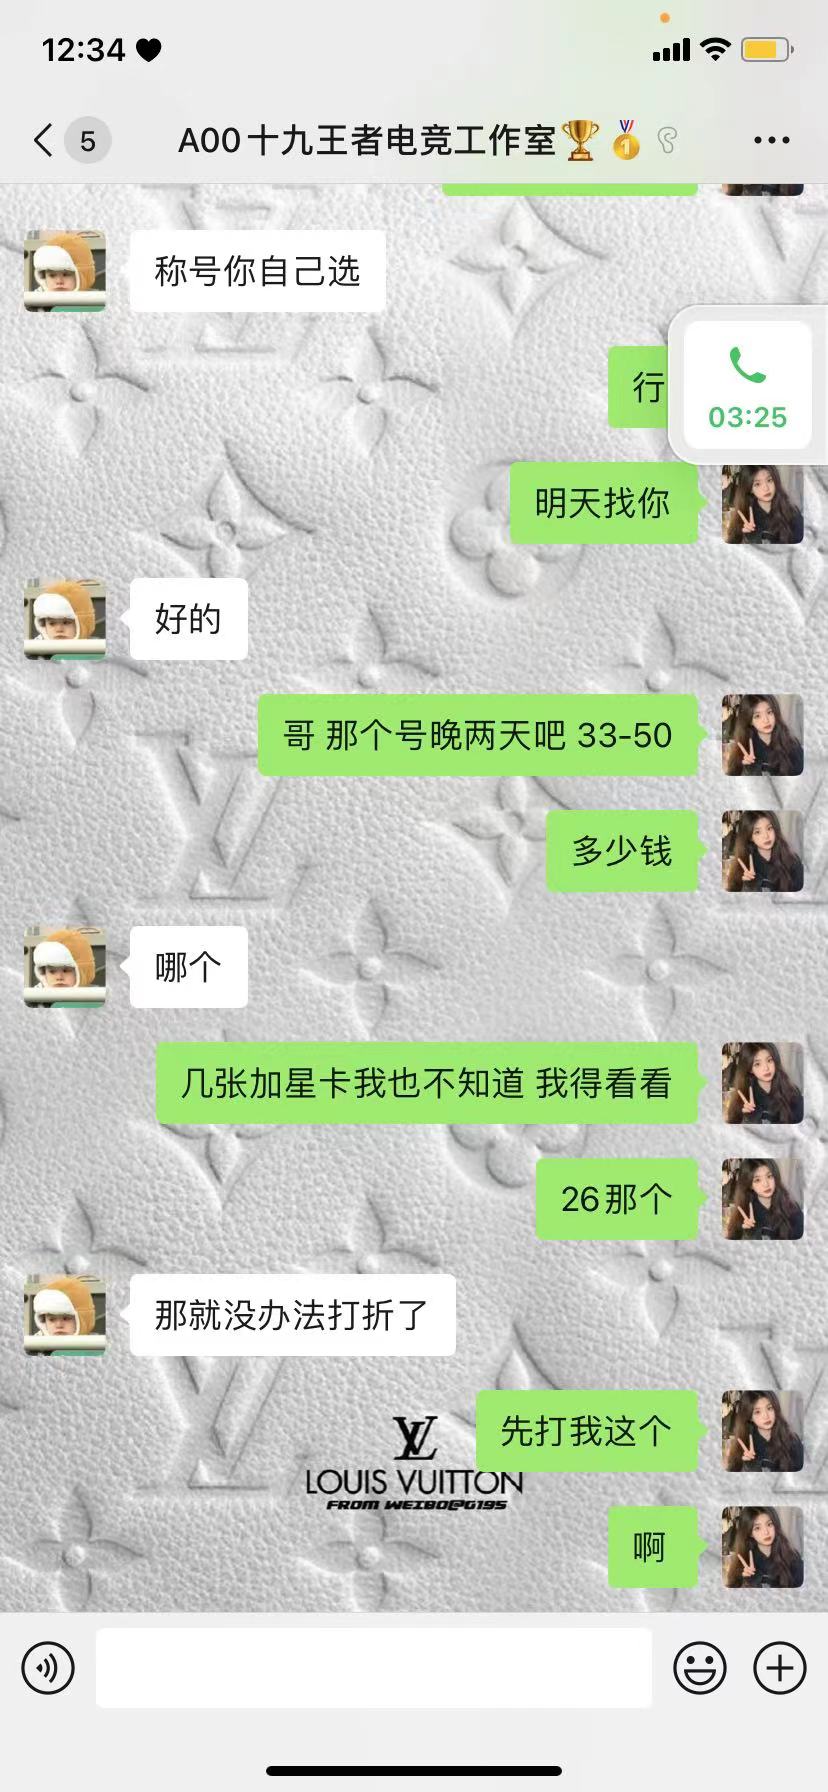 12:34
5
A00十九王者电竞工作室
称号你自己选
行
03:25
明天找你
好的
哥 那个号晚两天吧 33-50
多少钱
哪个
几张加星卡我也不知道 我得看看
26那个
那就没办法打折了
先打我这个
LV
LOUIS VUITTON
FROM WEIBO@G195
啊